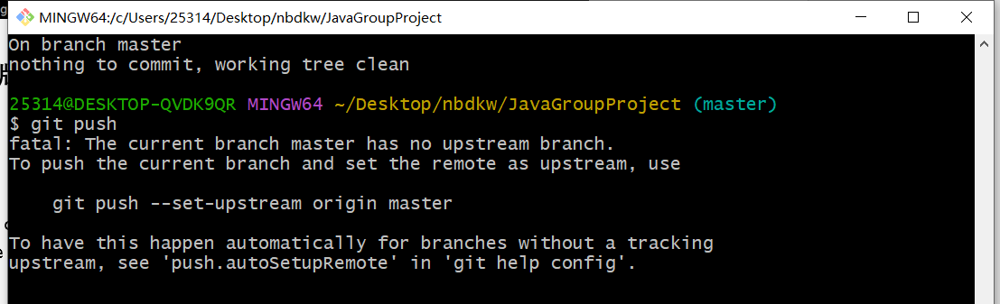 MINGW64:/c/Users/25314/Desktop/nbdkw/JavaGroupProject
On branch master
nothing to commit, working tree clean
25314@DESKTOP-QVDK9QR MINGW64 ~/Desktop/nbdkw/JavaGroupProject (master)
$ git push
fatal: The current branch master has no upstream branch.
To push the current branch and set the remote as upstream, use
git push --set-upstream origin master
To have this happen automatically for branches without a tracking
upstream, see 'push.autoSetupRemote' in 'git help config'.